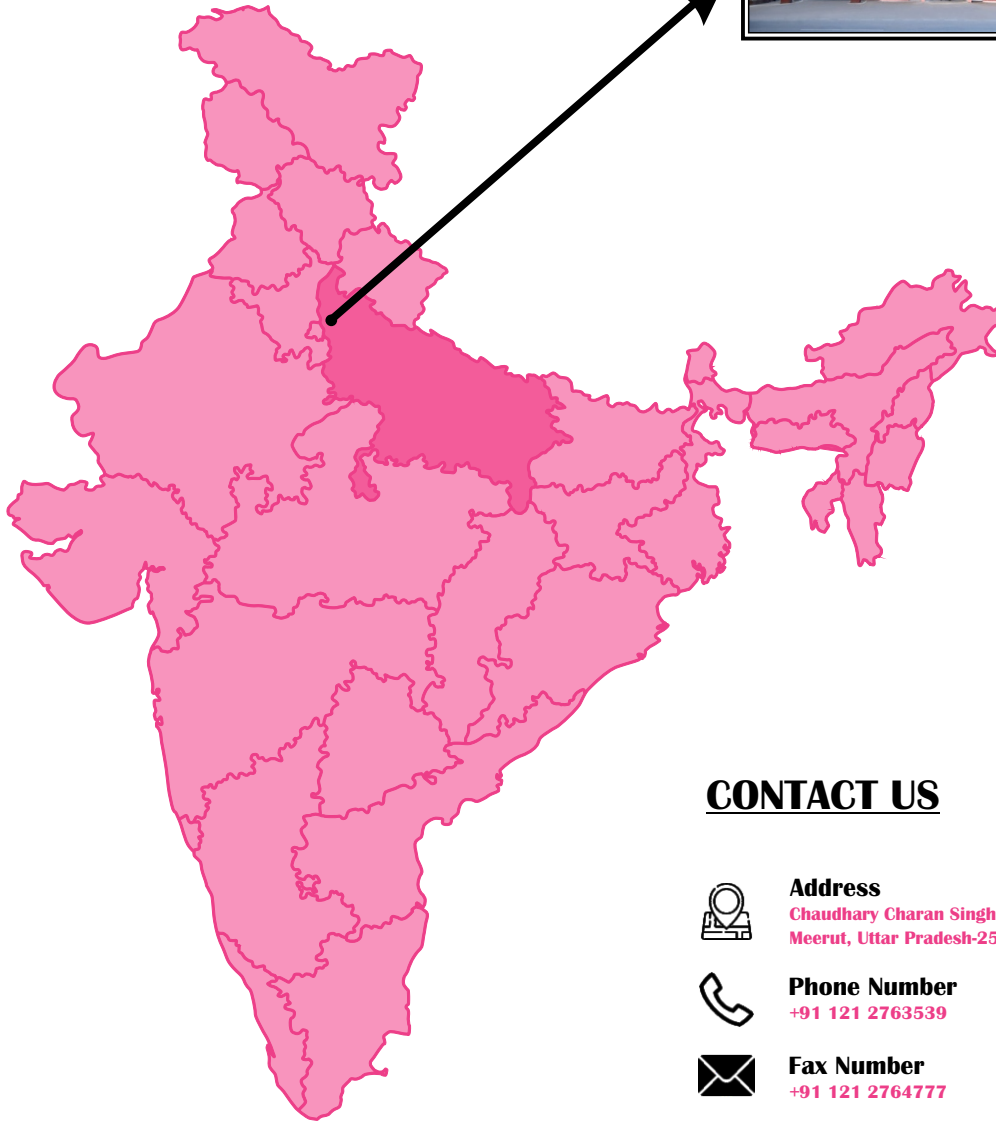 CONTACT US
Address
Chaudhary Charan Singh
Meerut, Uttar Pradesh-25
Phone Number
+91 121 2763539
Fax Number
+91 121 2764777